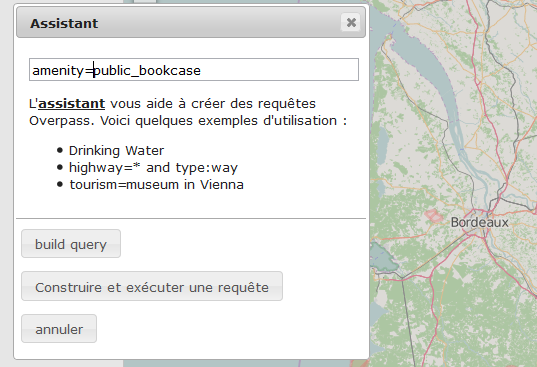 Assistant
amenity=public_bookcase
L'assistant vous aide à créer des requêtes
Overpass. Voici quelques exemples d'utilisation :
Drinking Water
highway=* and type:way
tourism=museum in Vienna
build query
Construire et exécuter une requête
annuler
Bordeaux